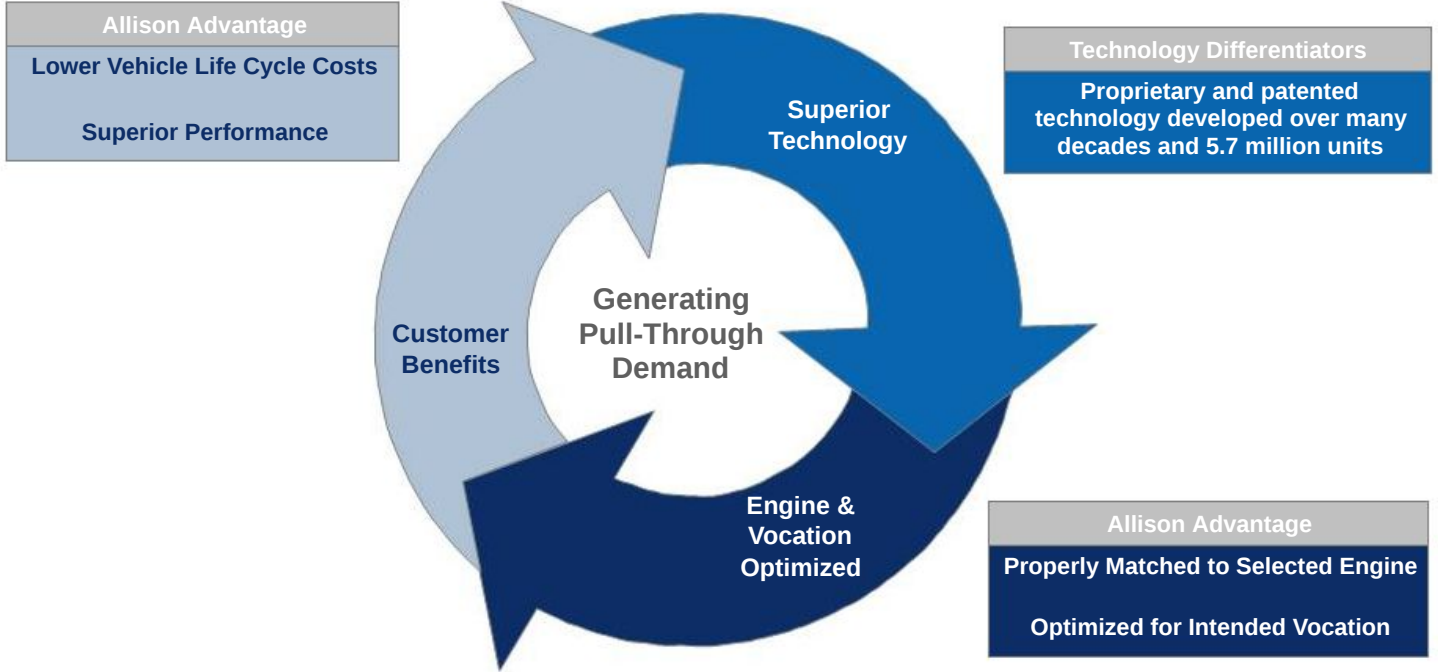 Allison Advantage
Lower Vehicle Life Cycle Costs
Superior Performance
Superior
Technology
Technology Differentiators
Proprietary and patented
technology developed over many
decades and 5.7 million units
Generating
Pull-Through
Demand
Customer
Benefits
Engine &
Vocation
Optimized
Allison Advantage
Properly Matched to Selected Engine
Optimized for Intended Vocation